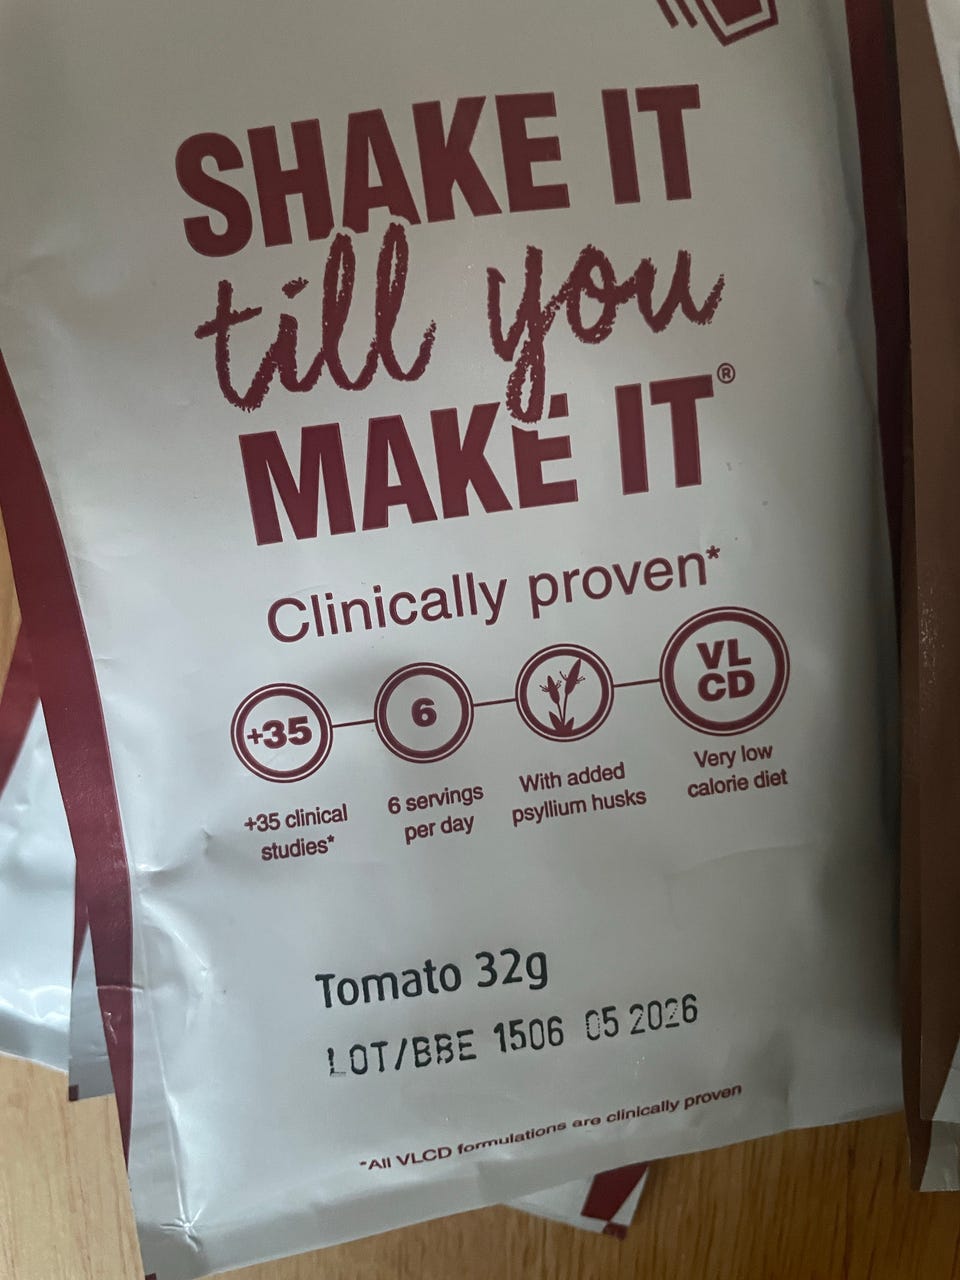 SHAKE IT
till you
MAKE IT®
Clinically proven*
+35
6
VL
CD
+35 clinical
studies*
6 servings
per day
With added
psyllium husks
Very low
calorie diet
Tomato 32g
LOT/BBE 1506 05 2026
*All VLCD formulations are clinically proven